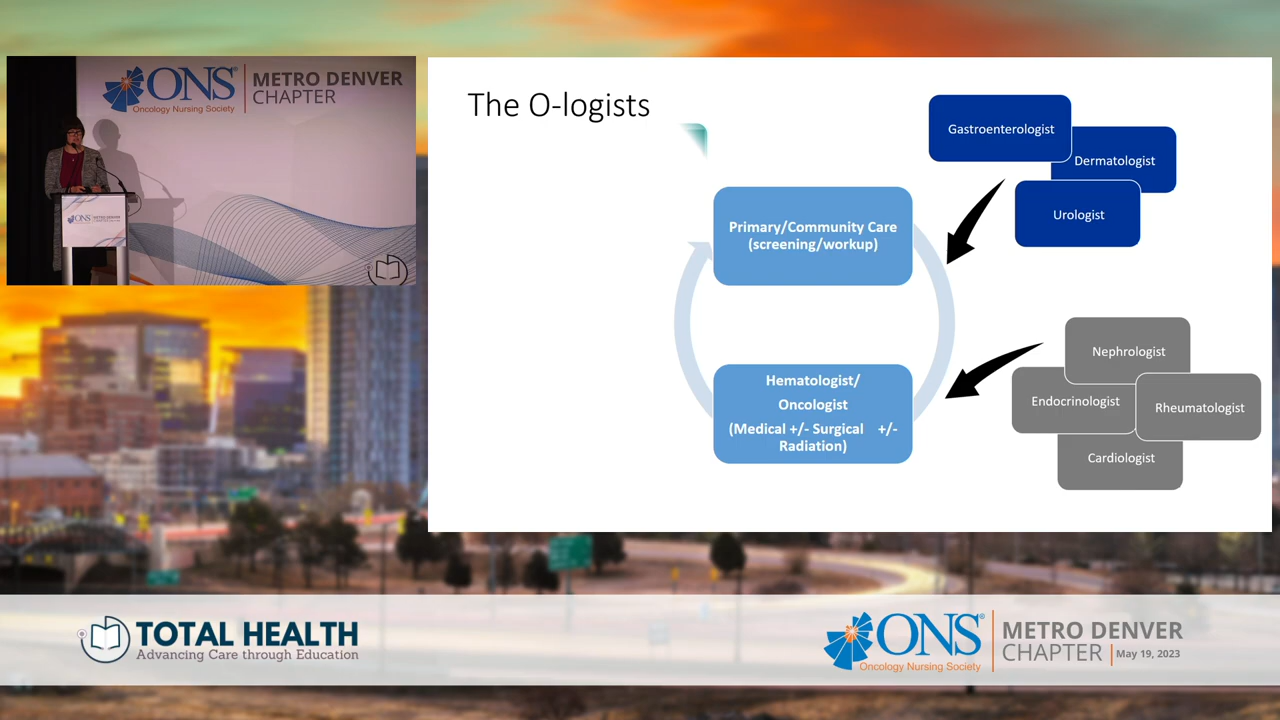 ONS
Oncology Nursing Society
METRO DENVER
CHAPTER
ONS
The O-logists
Gastroenterologist
Dermatologist
Urologist
Primary/Community Care
(screening/workup)
Hematologist/
Oncologist
(Medical +/- Surgical +/-
Radiation)
Nephrologist
Endocrinologist
Rheumatologist
Cardiologist
TOTAL HEALTH
Advancing Care through Education
ONS
Oncology Nursing Society
METRO DENVER
CHAPTER
May 19, 2023